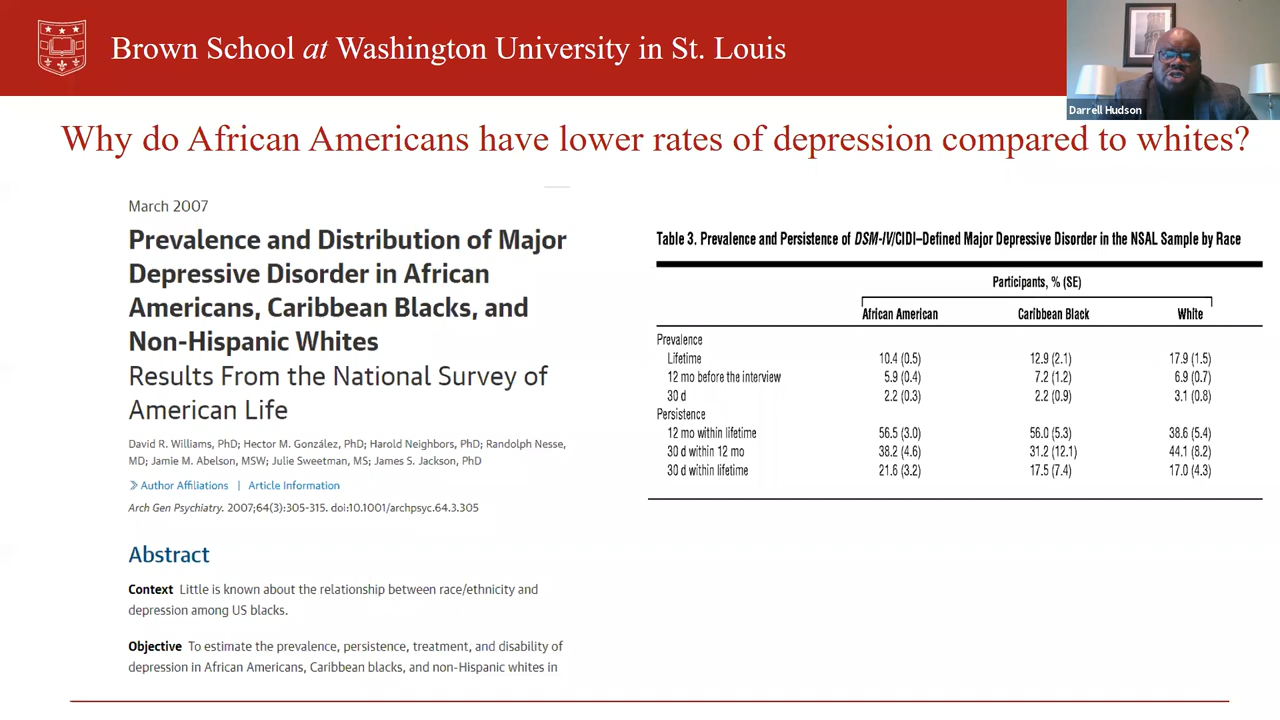 Brown School at Washington University in St. Louis
Darrell Hudson
Why do African Americans have lower rates of depression compared to whites?
March 2007
Prevalence and Distribution of Major
Depressive Disorder in African
Americans, Caribbean Blacks, and
Non-Hispanic Whites
Results From the National Survey of
American Life
David R. Williams, PhD; Hector M. González, PhD; Harold Neighbors, PhD; Randolph Nesse,
MD; Jamie M. Abelson, MSW; Julie Sweetman, MS; James S. Jackson, PhD
Author Affiliations | Article Information
Arch Gen Psychiatry. 2007;64(3):305-315. doi:10.1001/archpsyc.64.3.305
Abstract
Context Little is known about the relationship between race/ethnicity and
depression among US blacks.
Objective To estimate the prevalence, persistence, treatment, and disability of
depression in African Americans, Caribbean blacks, and non-Hispanic whites in
Table 3. Prevalence and Persistence of DSM-IV/CIDI–Defined Major Depressive Disorder in the NSAL Sample by Race
Participants, % (SE)
African American Caribbean Black White
Prevalence
Lifetime 10.4 (0.5) 12.9 (2.1) 17.9 (1.5)
12 mo before the interview 5.9 (0.4) 7.2 (1.2) 6.9 (0.7)
30 d 2.2 (0.3) 2.2 (0.9) 3.1 (0.8)
Persistence
12 mo within lifetime 56.5 (3.0) 56.0 (5.3) 38.6 (5.4)
30 d within 12 mo 38.2 (4.6) 31.2 (12.1) 44.1 (8.2)
30 d within lifetime 21.6 (3.2) 17.5 (7.4) 17.0 (4.3)